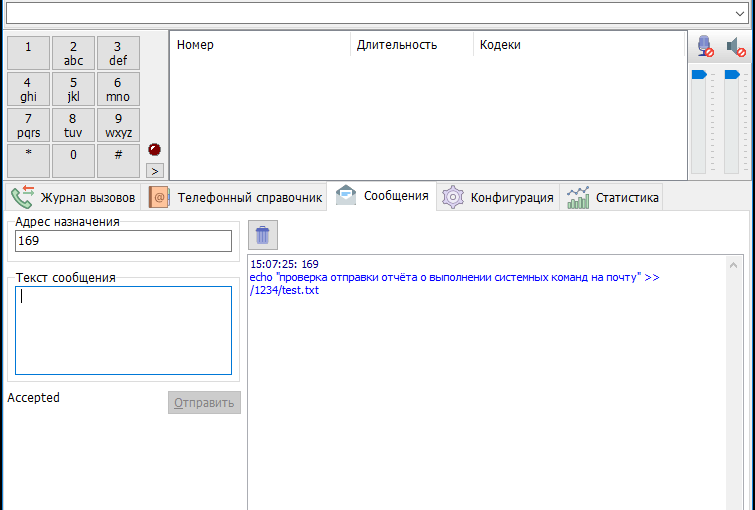 1 2 3
abc def
4 5 6
ghi jkl mno
7 8 9
pqrs tuv wxyz
* 0 #
>
Номер Длительность Кодеки
Журнал вызовов Телефонный справочник Сообщения Конфигурация Статистика
Адрес назначения
169
Текст сообщения
Accepted
Отправить
15:07:25: 169
echo "проверка отправки отчёта о выполнении системных команд на почту" >>
/1234/test.txt